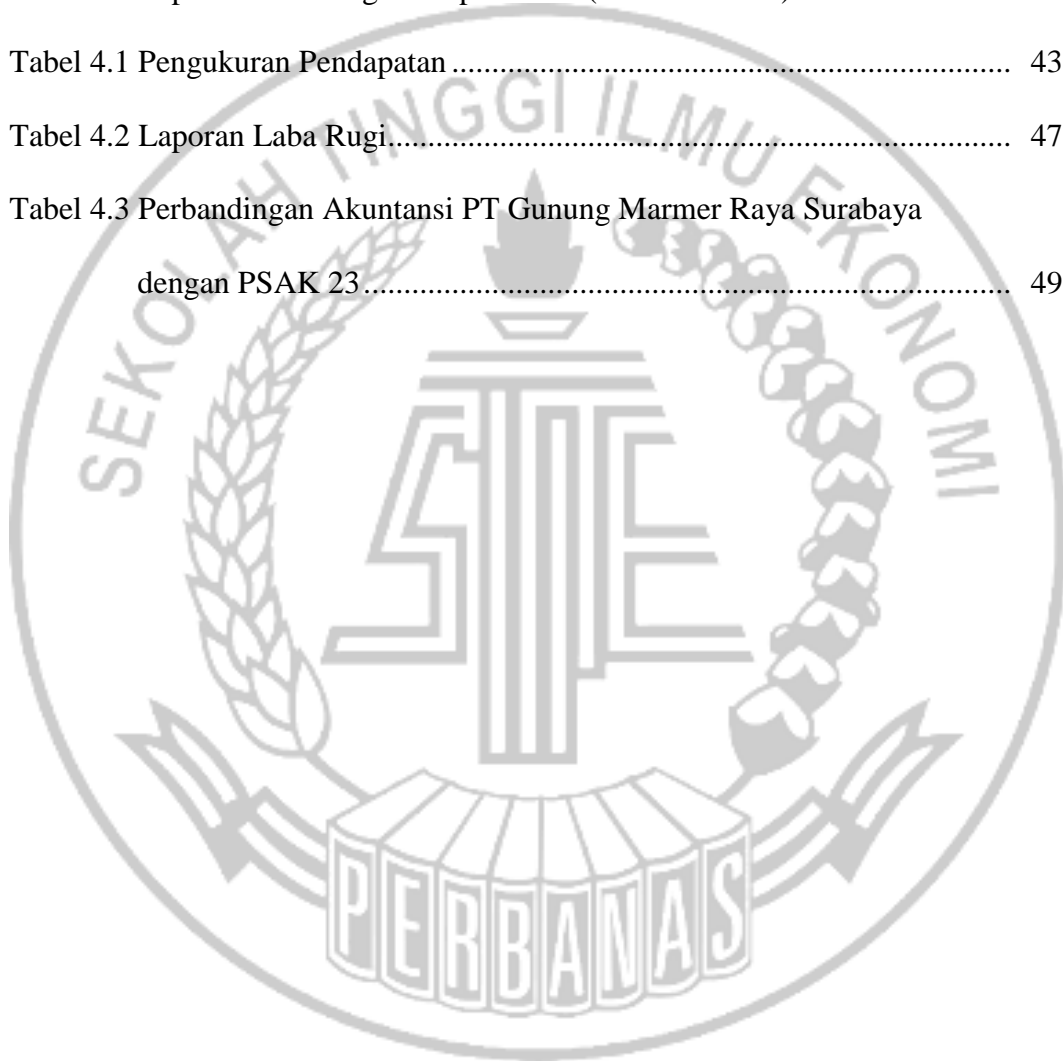 Tabel 4.1 Pengukuran Pendapatan ...................................................................... 43
Tabel 4.2 Laporan Laba Rugi.............................................................................. 47
Tabel 4.3 Perbandingan Akuntansi PT Gunung Marmer Raya Surabaya
dengan PSAK 23................................................................................. 49
SEKOLAH TINGGI ILMU EKONOMI
PERBANAS